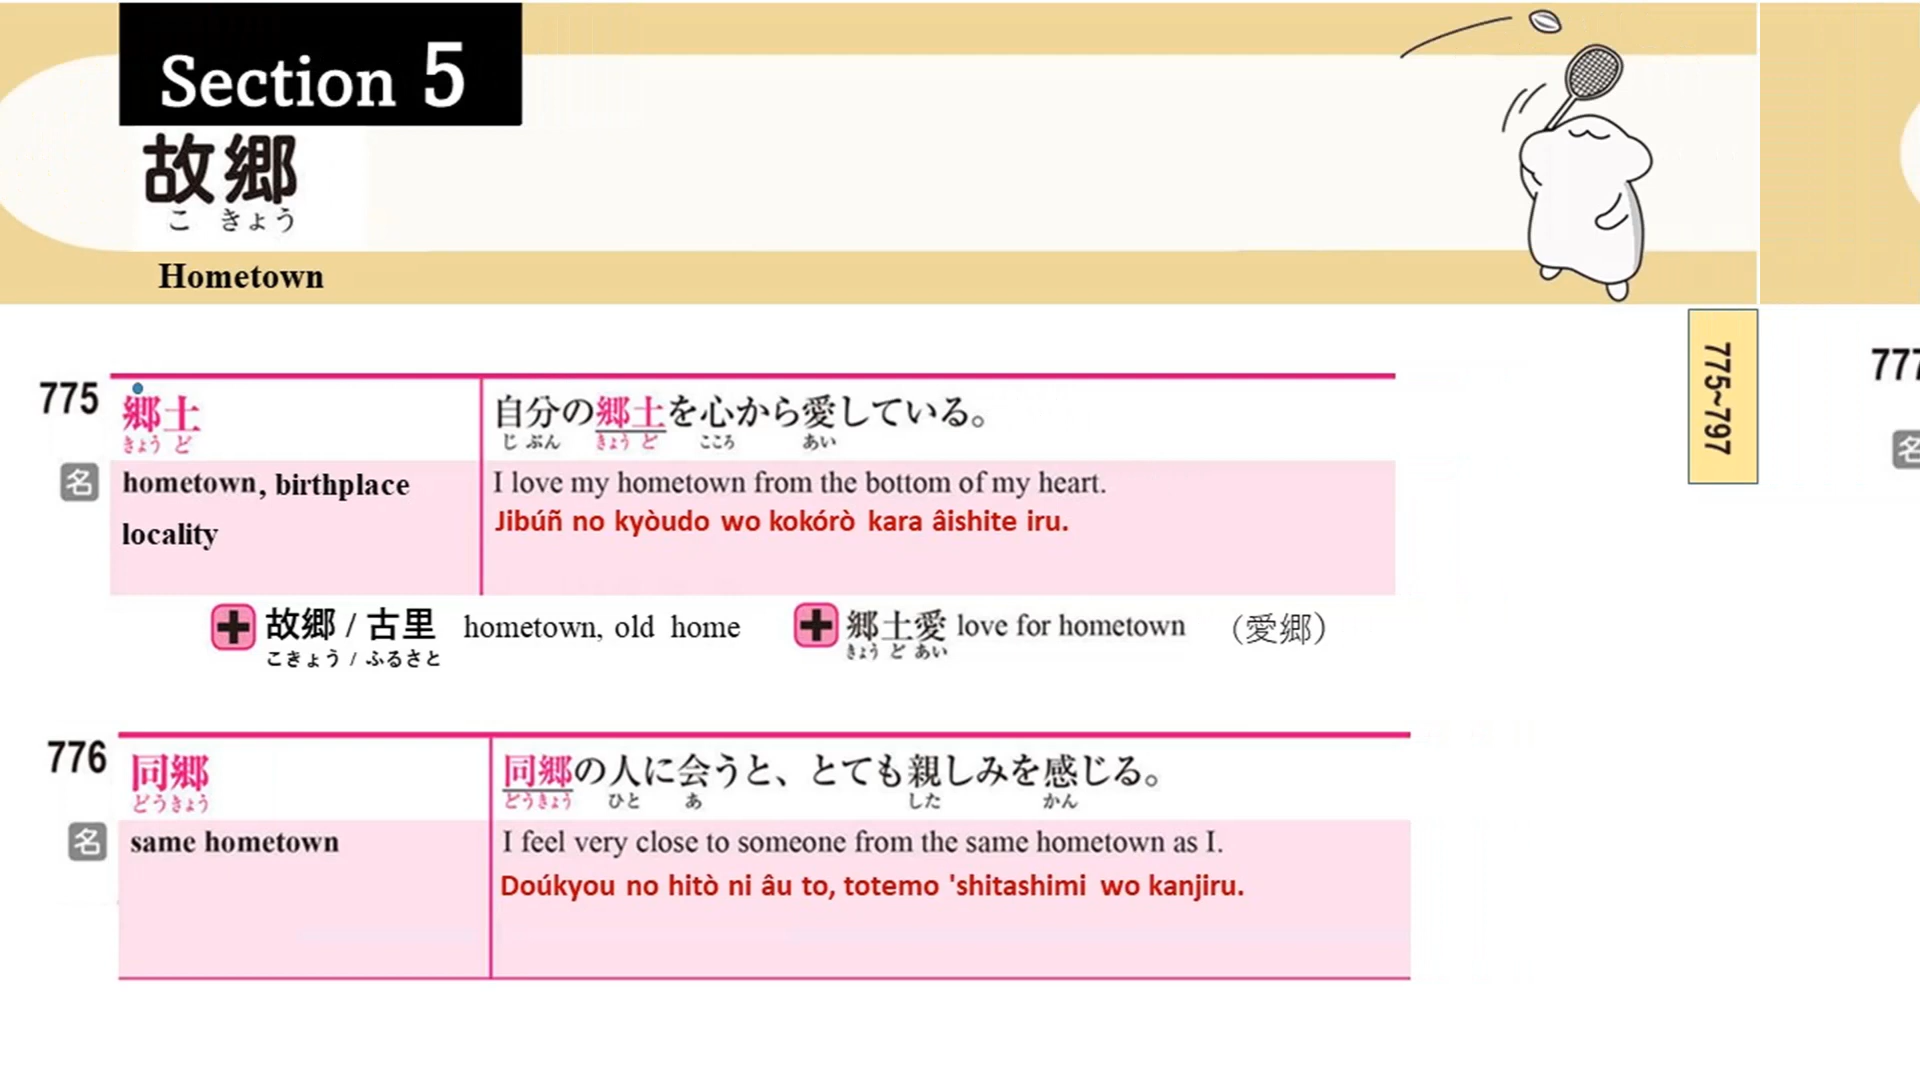 Section 5
故郷
こ きょう
Hometown
775~797
775
郷土
きょう ど
自分の郷土を心から愛している。
じ ぶん きょう ど こころ あい
名
hometown, birthplace
locality
I love my hometown from the bottom of my heart.
Jibúñ no kyòudo wo kokórò kara âishite iru.
故郷 / 古里 hometown, old home
こきょう / ふるさと
郷土愛 love for hometown （愛郷）
きょう ど あい
776
同郷
どうきょう
同郷の人に会うと、とても親しみを感じる。
どうきょう ひと あ した かん
名
same hometown
I feel very close to someone from the same hometown as I.
Doúkyou no hitò ni âu to, totemo 'shitashimi wo kanjiru.
777
名